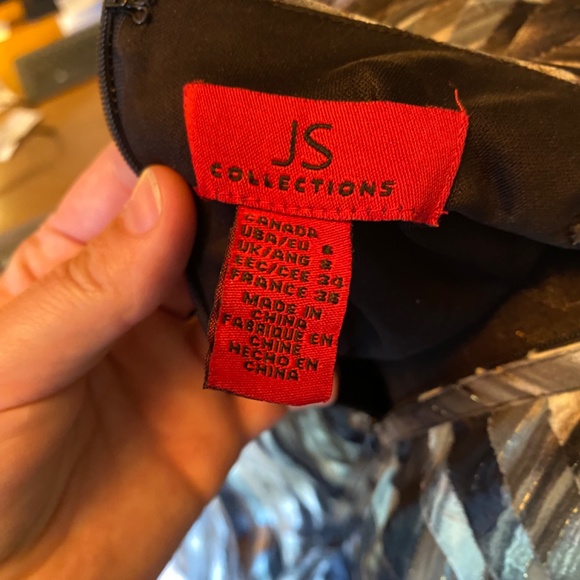 JS
COLLECTIONS
CANADA
USA/EU 6
UK/ANG 8
EEC/CEE 34
FRANCE 36
MADE IN
CHINA
FABRIQUE EN
CHINE
HECHO EN
CHINA